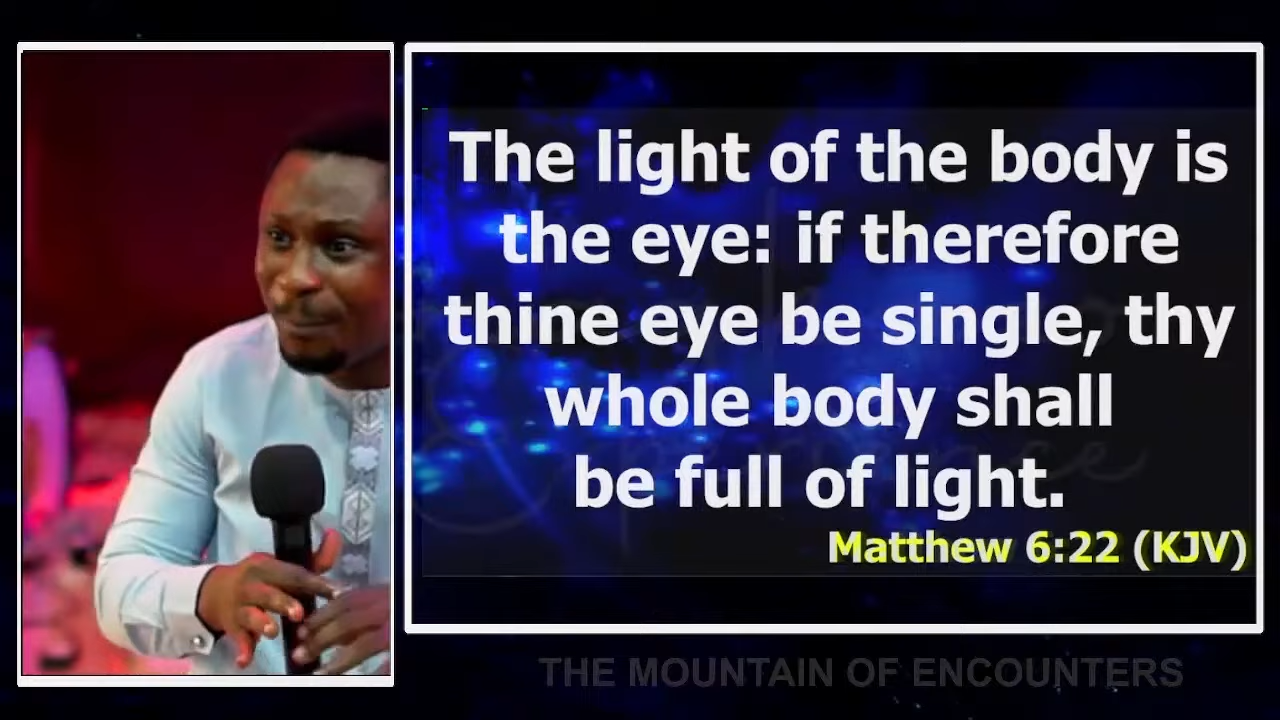 The light of the body is
the eye: if therefore
thine eye be single, thy
whole body shall
be full of light.
Matthew 6:22 (KJV)
THE MOUNTAIN OF ENCOUNTERS